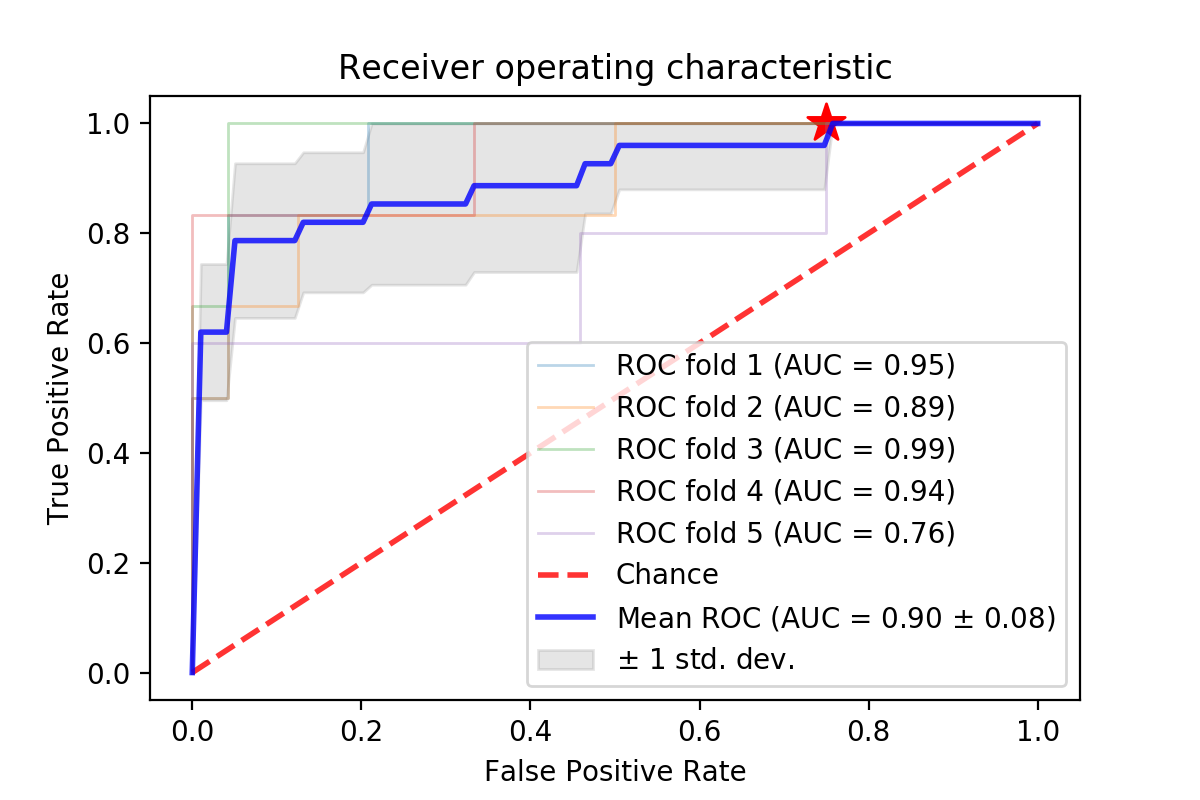 Receiver operating characteristic
1.0
0.8
0.6
0.4
0.2
0.0
True Positive Rate
ROC fold 1 (AUC = 0.95)
ROC fold 2 (AUC = 0.89)
ROC fold 3 (AUC = 0.99)
ROC fold 4 (AUC = 0.94)
ROC fold 5 (AUC = 0.76)
Chance
Mean ROC (AUC = 0.90 ± 0.08)
± 1 std. dev.
0.0 0.2 0.4 0.6 0.8 1.0
False Positive Rate